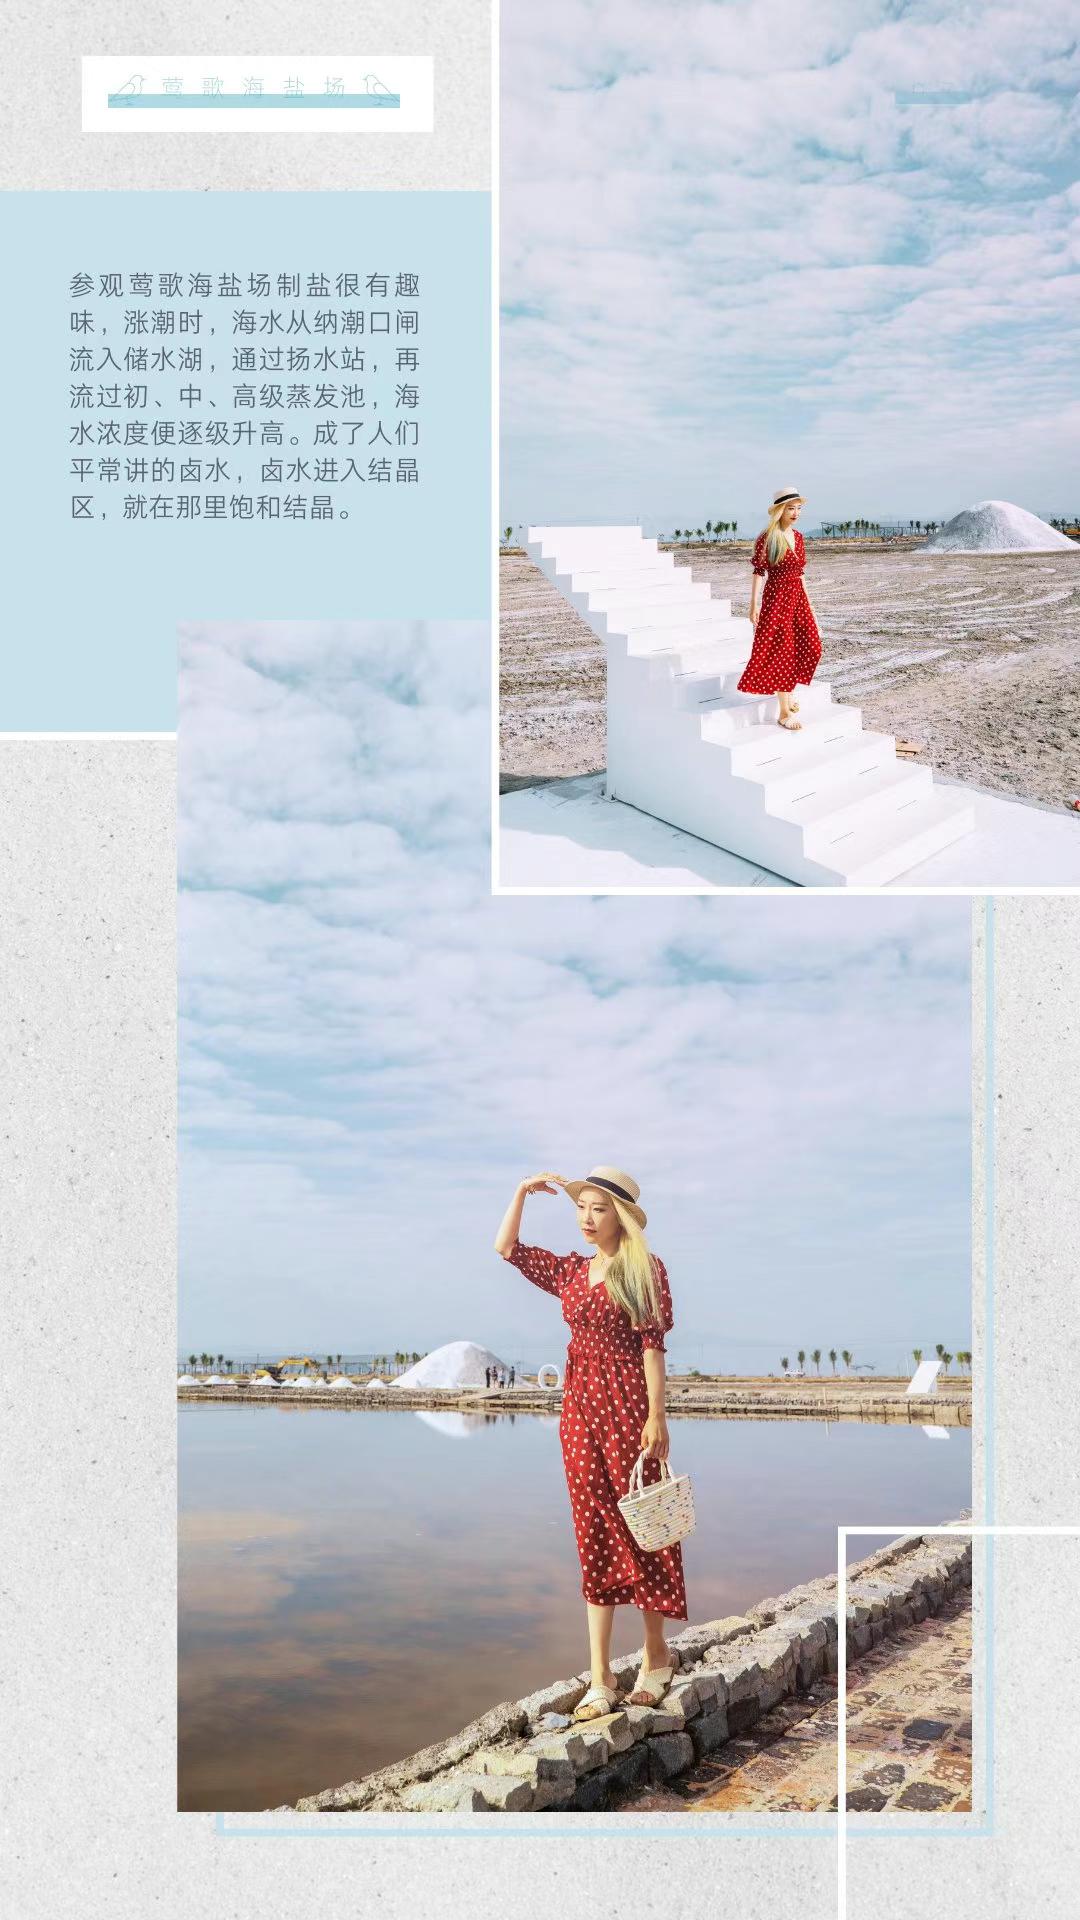 莺歌海盐场
参观莺歌海盐场制盐很有趣
味，涨潮时，海水从纳潮口闸
流入储水湖，通过扬水站，再
流过初、中、高级蒸发池，海
水浓度便逐级升高。成了人们
平常讲的卤水，卤水进入结晶
区，就在那里饱和结晶。